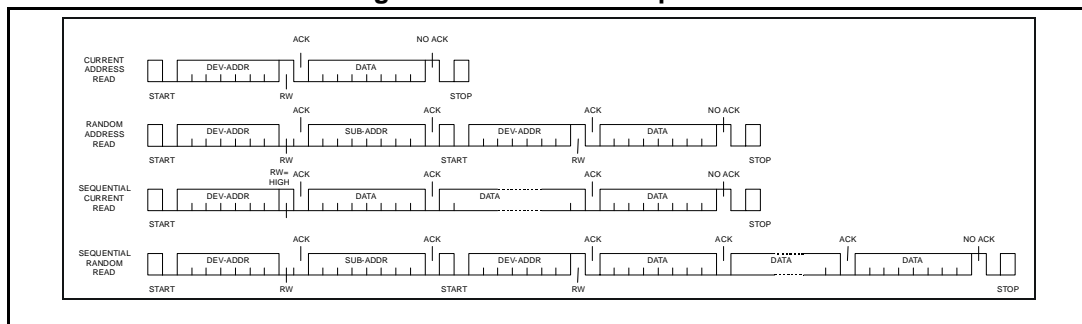 ACK NO ACK
CURRENT
ADDRESS
READ
DEV-ADDR DATA
START RW STOP
ACK ACK ACK NO ACK
RANDOM
ADDRESS
READ
DEV-ADDR SUB-ADDR DEV-ADDR DATA
START RW START RW STOP
RW=
HIGH ACK ACK ACK NO ACK
SEQUENTIAL
CURRENT
READ
DEV-ADDR DATA DATA DATA
START STOP
ACK ACK ACK ACK ACK NO ACK
SEQUENTIAL
RANDOM
READ
DEV-ADDR SUB-ADDR DEV-ADDR DATA DATA DATA
START RW START RW STOP